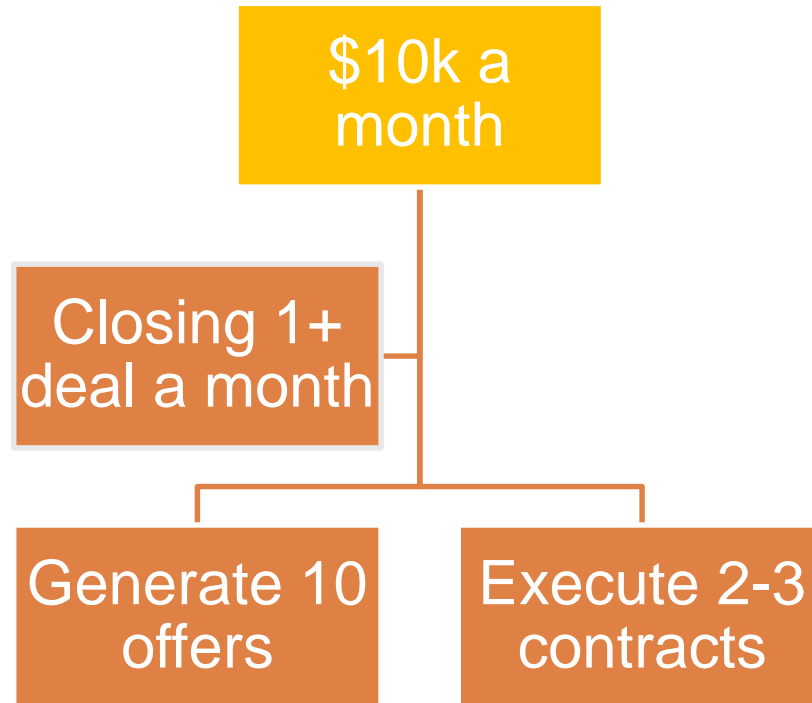 $10k a
month
Closing 1+
deal a month
Generate 10
offers
Execute 2-3
contracts